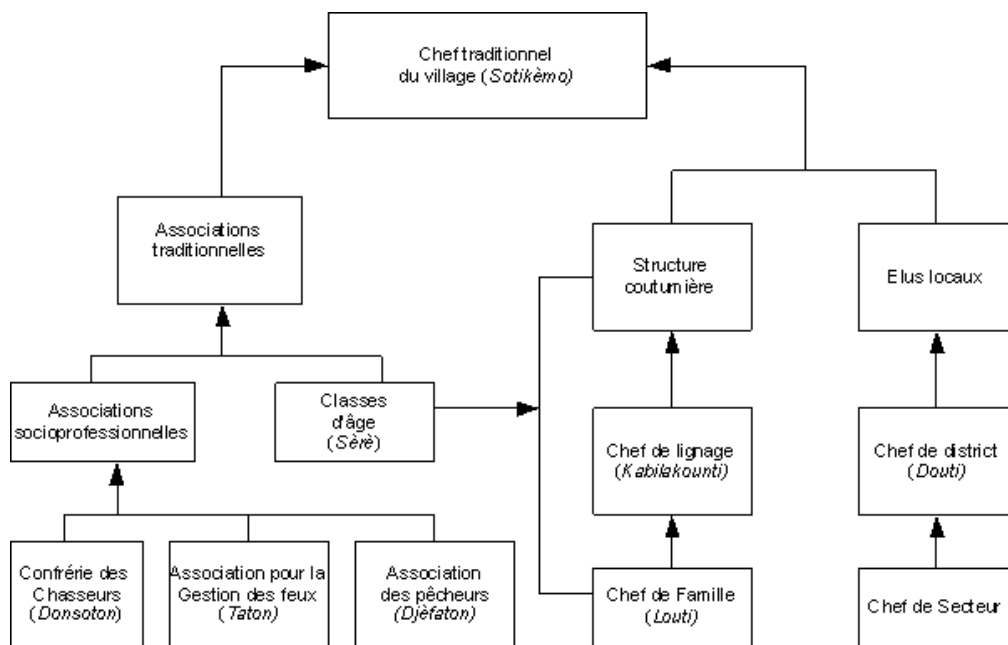 Chef traditionnel
du village (Sotikèmo)
Associations
traditionnelles
Structure
coutumière
Elus locaux
Associations
socioprofessionnelles
Classes
d'âge
(Sèrè)
Chef de lignage
(Kabilakounti)
Chef de district
(Douti)
Confrérie des
Chasseurs
(Donsoton)
Association pour la
Gestion des feux
(Taton)
Association
des pêcheurs
(Djèfaton)
Chef de Famille
(Louti)
Chef de Secteur